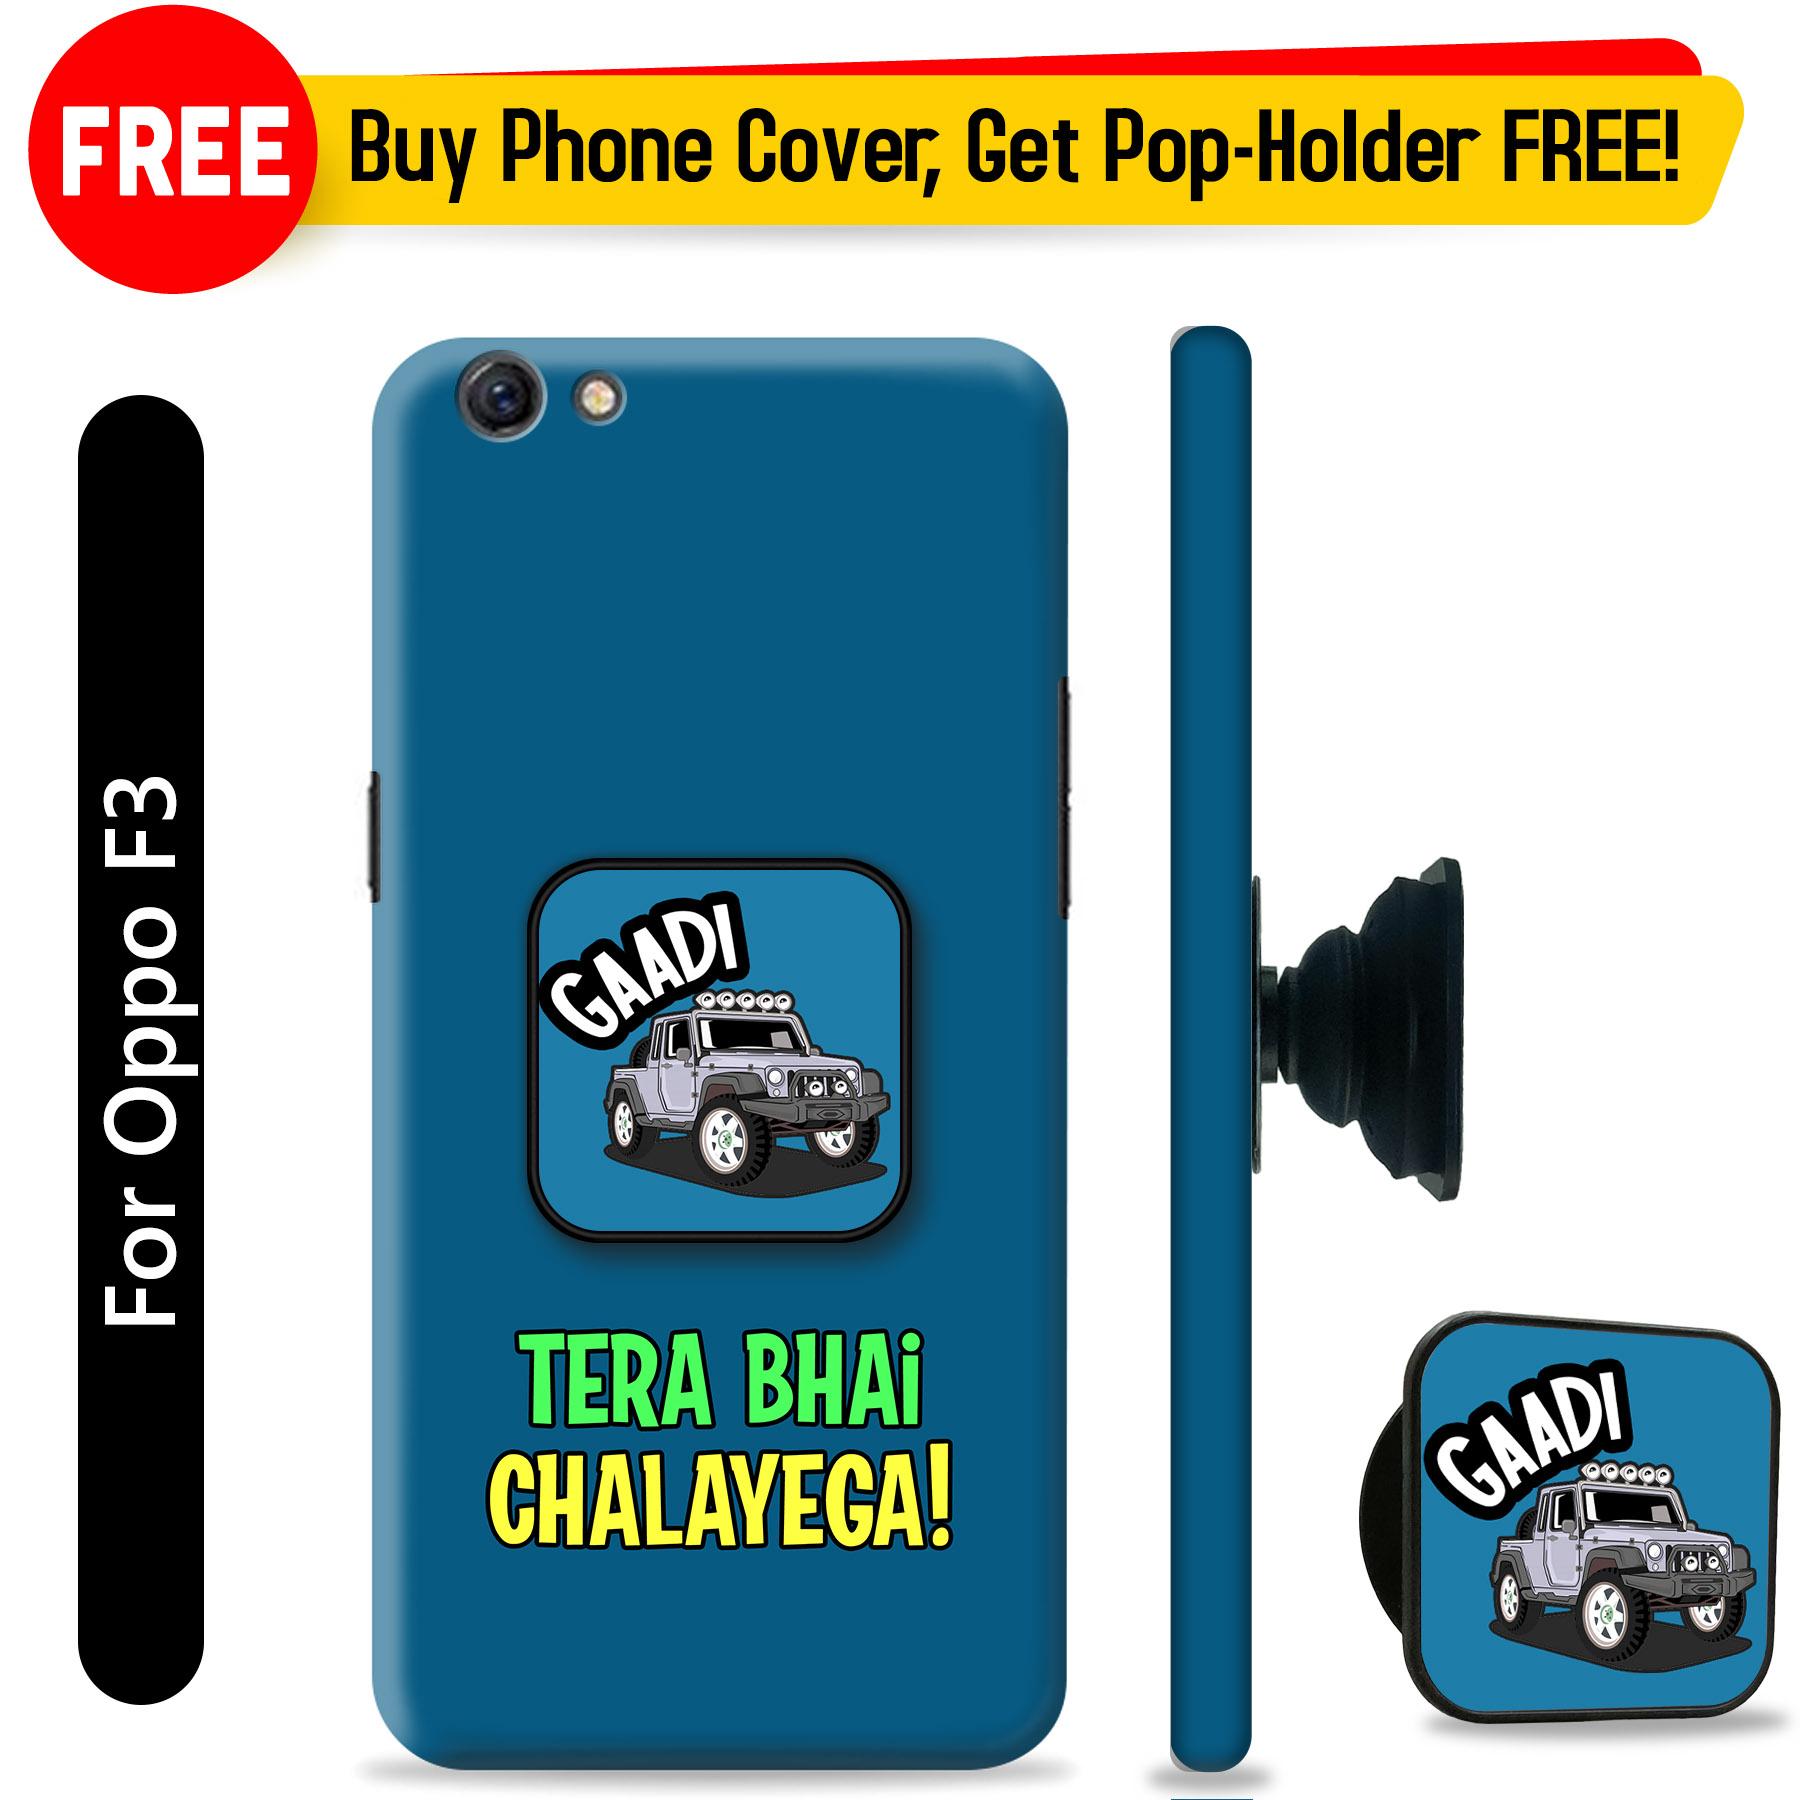 FREE
Buy Phone Cover, Get Pop-Holder FREE!
For Oppo F3
GAADI
TERA BHAi
CHALAYEGA!
GAADI